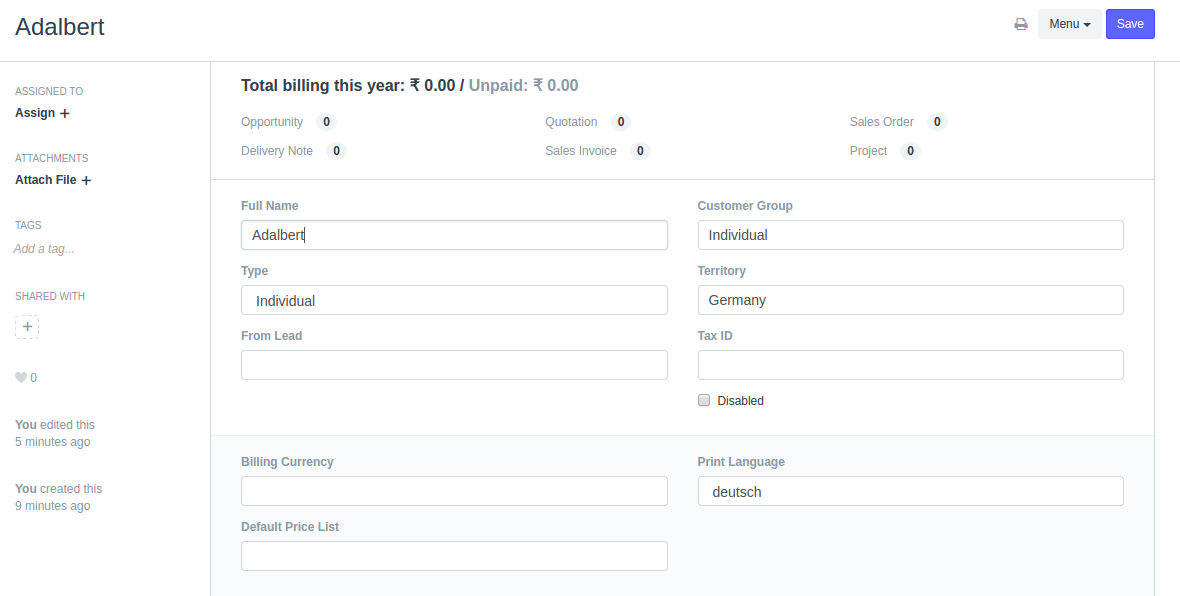 Adalbert
Menu
Save
ASSIGNED TO
Assign +
ATTACHMENTS
Attach File +
TAGS
Add a tag...
SHARED WITH
+
0
You edited this
5 minutes ago
You created this
9 minutes ago
Total billing this year: ₹ 0.00 / Unpaid: ₹ 0.00
Opportunity 0 Quotation 0 Sales Order 0
Delivery Note 0 Sales Invoice 0 Project 0
Full Name
Adalbert
Type
Individual
From Lead
Customer Group
Individual
Territory
Germany
Tax ID
Disabled
Billing Currency
Default Price List
Print Language
deutsch